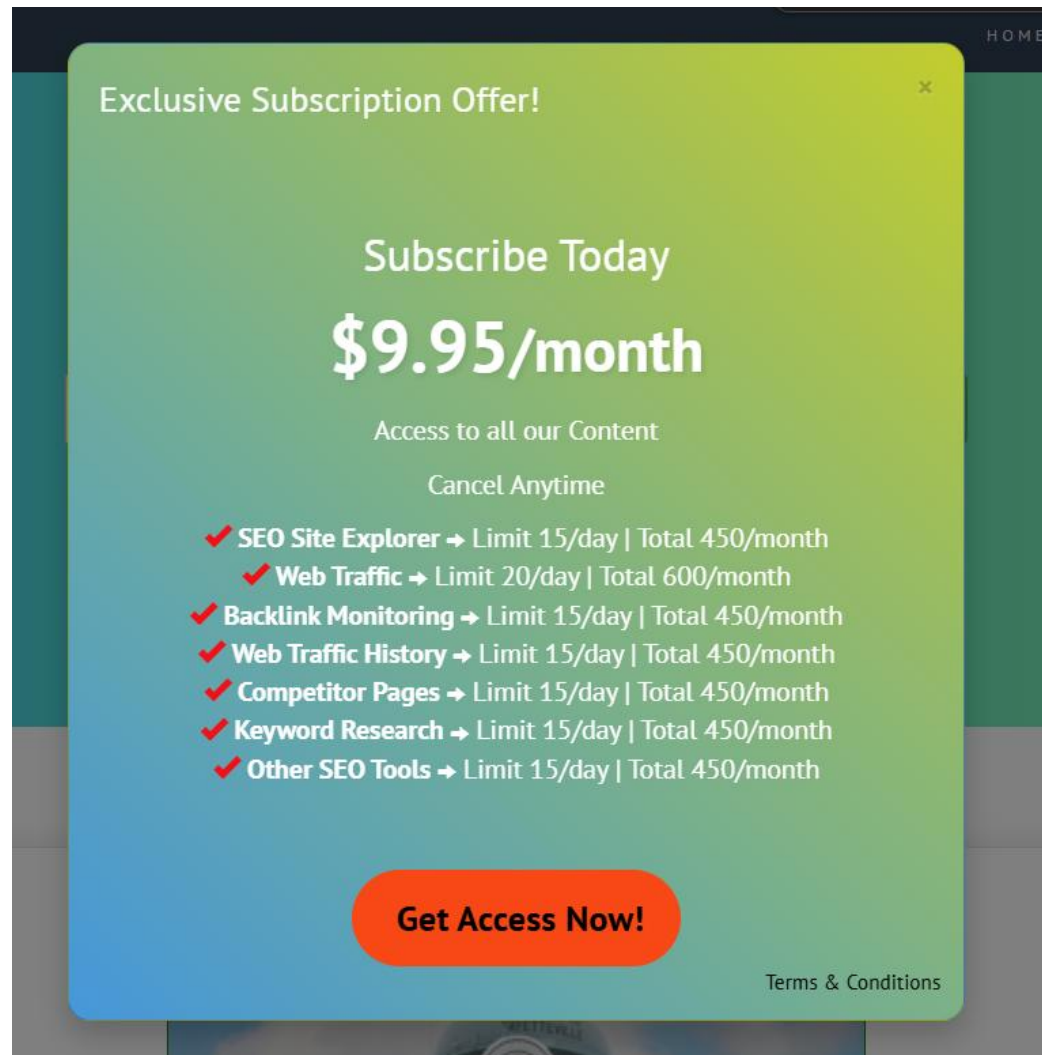 HOME
Exclusive Subscription Offer!
×
Subscribe Today
$9.95/month
Access to all our Content
Cancel Anytime
✔ SEO Site Explorer ➜ Limit 15/day | Total 450/month
✔ Web Traffic ➜ Limit 20/day | Total 600/month
✔ Backlink Monitoring ➜ Limit 15/day | Total 450/month
✔ Web Traffic History ➜ Limit 15/day | Total 450/month
✔ Competitor Pages ➜ Limit 15/day | Total 450/month
✔ Keyword Research ➜ Limit 15/day | Total 450/month
✔ Other SEO Tools ➜ Limit 15/day | Total 450/month
Get Access Now!
Terms & Conditions